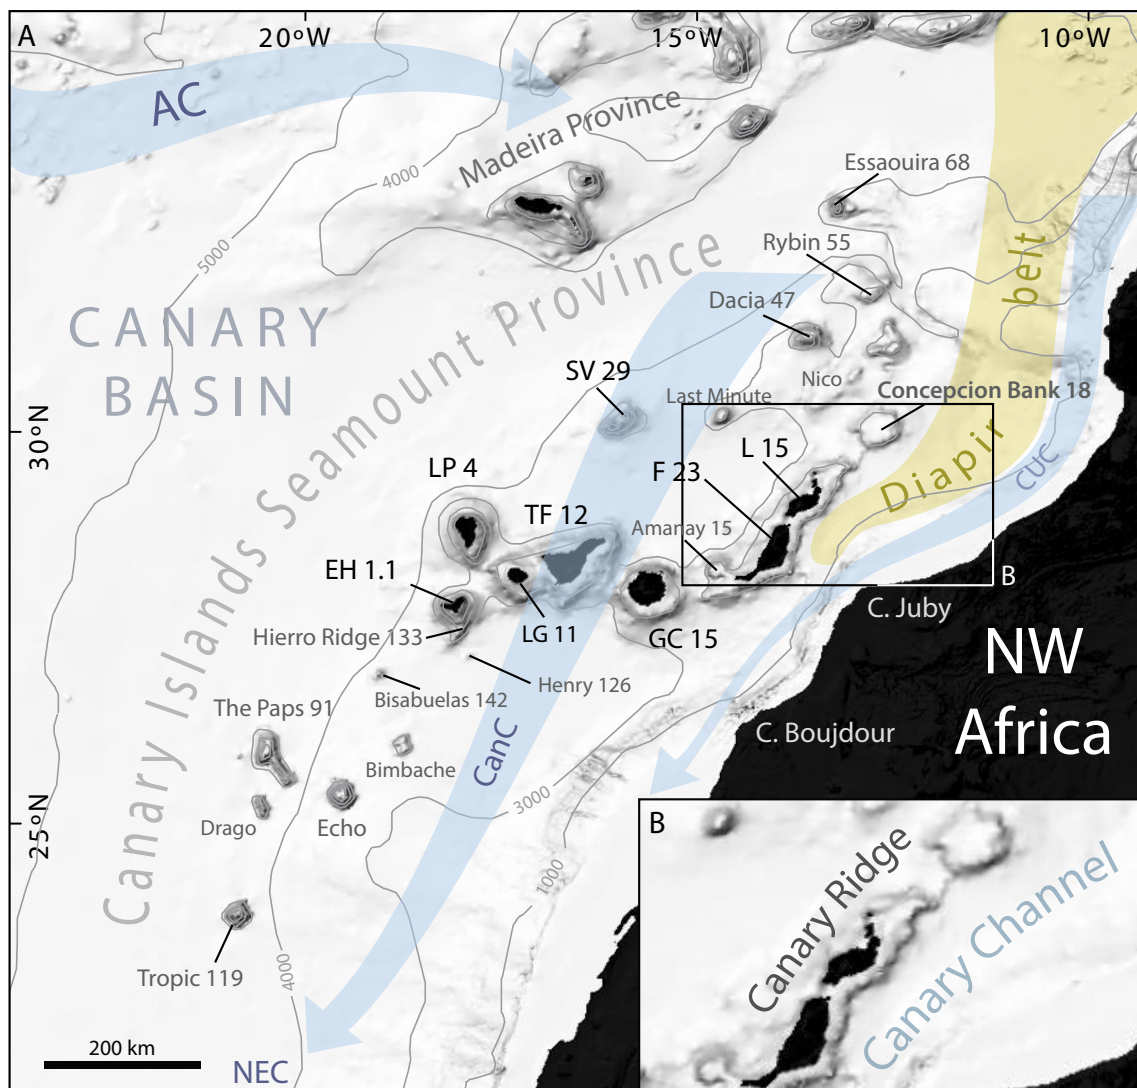 A
20°W
15°W
10°W
AC
Madeira Province
4000
5000
Essaouira 68
Rybin 55
Dacia 47
belt
Diapir
CANARY
BASIN
Canary Islands Seamount Province
SV 29
Last Minute
Nico
Concepcion Bank 18
30°N
L 15
F 23
LP 4
TF 12
Amanay 15
CUC
EH 1.1
B
C. Juby
Hierro Ridge 133
LG 11
GC 15
NW
Africa
Henry 126
Bisabuelas 142
The Paps 91
C. Boujdour
CanC
Bimbache
3000
25°N
Drago
Echo
1000
Tropic 119
4000
200 km
NEC
B
Canary Ridge
Canary Channel